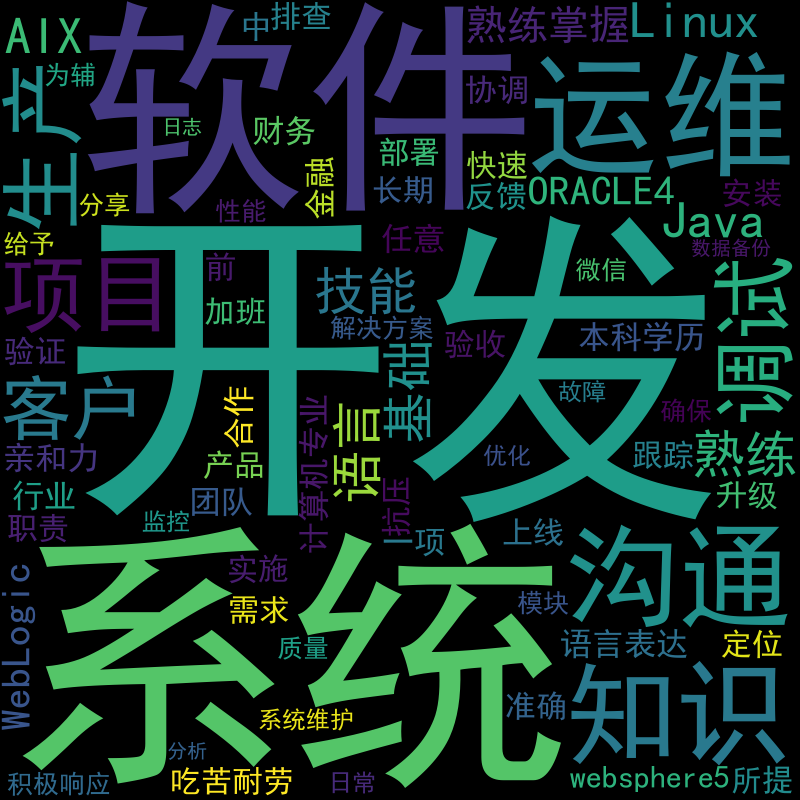 AIX
中
排查
熟练掌握
Linux
为辅
软件
协调
运维
生产
日志
财务
部署
快速
金融
长期
反馈
ORACLE4
安装
分享
性能
给予
前
任意
Java
数据备份
项目
开发
技能
微信
调试
加班
解决方案
本科学历
验证
基础
验收
客户
合作
语言
故障
确保
计算机专业
熟练
亲和力
产品
优化
跟踪
行业
团队
抗压
升级
职责
监控
一项
上线
沟通
系统
实施
WebLogic
需求
模块
质量
语言表达
定位
知识
准确
系统维护
分析
积极响应
吃苦耐劳
日常
websphere5
所提